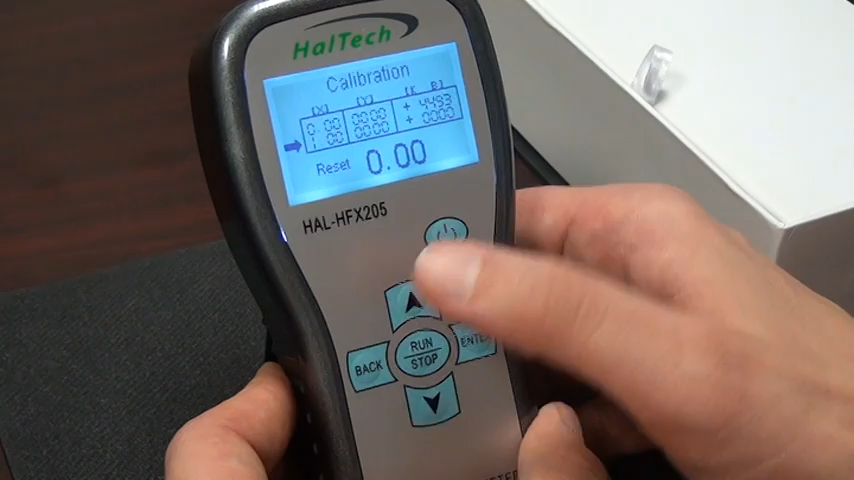 HalTech
Calibration
[X] [Y] [K B]
0.00 0000 + 4493
1 00 0000 + 0000
Reset 0.00
HAL-HFX205
RUN
STOP
BACK
ENTER